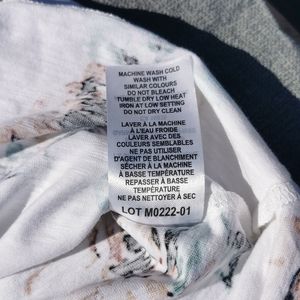 MACHINE WASH COLD
WASH WITH
SIMILAR COLOURS
DO NOT BLEACH
TUMBLE DRY LOW HEAT
IRON AT LOW SETTING
DO NOT DRY CLEAN
LAVER À LA MACHINE
À L'EAU FROIDE
LAVER AVEC DES
COULEURS SEMBLABLES
NE PAS UTILISER
D'AGENT DE BLANCHIMENT
SÉCHER À LA MACHINE
À BASSE TEMPÉRATURE
REPASSER À BASSE
TEMPÉRATURE
NE PAS NETTOYER À SEC
LOT M0222-01